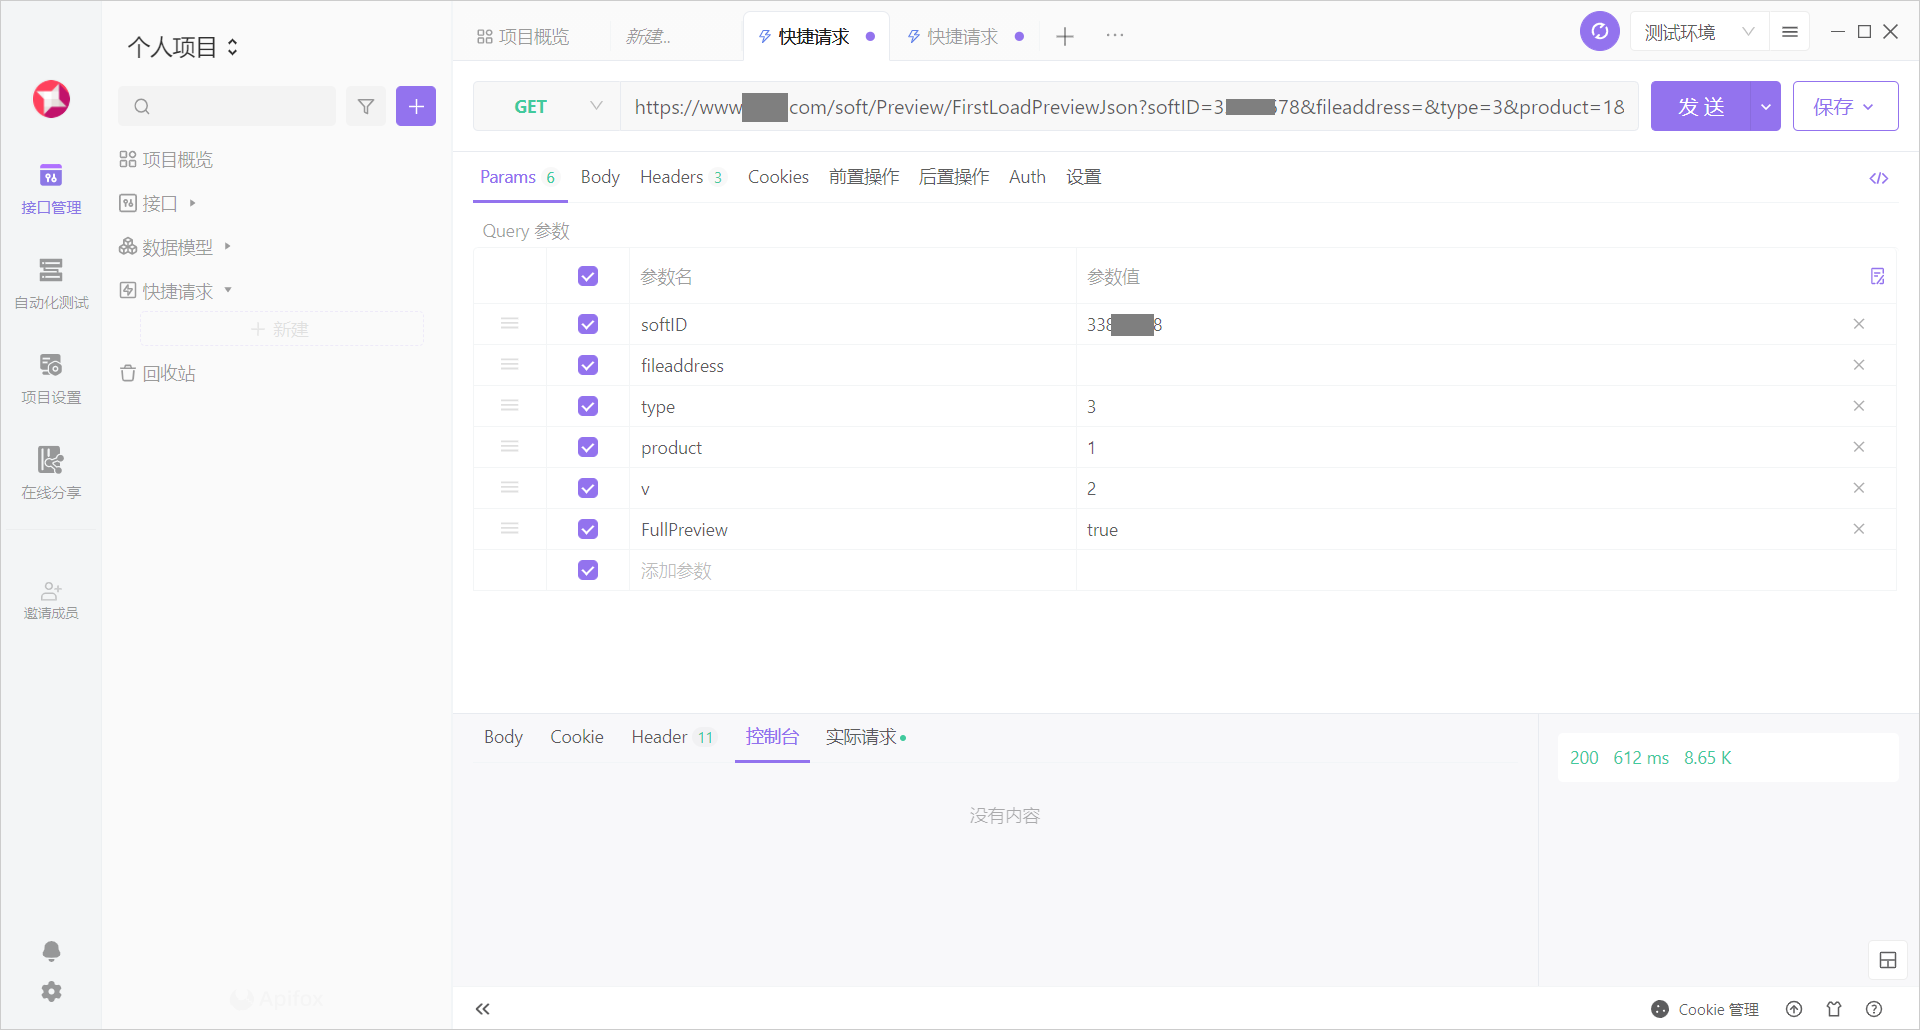 个人项目
项目概览
新建..
快捷请求
快捷请求
测试环境
GET
https://www
.com/soft/Preview/FirstLoadPreviewJson?softID=3
78&fileaddress=&type=3&product=18
发 送
保存
接口管理
自动化测试
项目设置
在线分享
邀请成员
项目概览
接口
数据模型
快捷请求
新建
回收站
Params 6
Body
Headers 3
Cookies
前置操作
后置操作
Auth
设置
Query 参数
参数名
参数值
softID
338
8
fileaddress
type
3
product
1
v
2
FullPreview
true
添加参数
Body
Cookie
Header 11
控制台
实际请求
没有内容
200 612 ms 8.65 K
Apifox
Cookie 管理